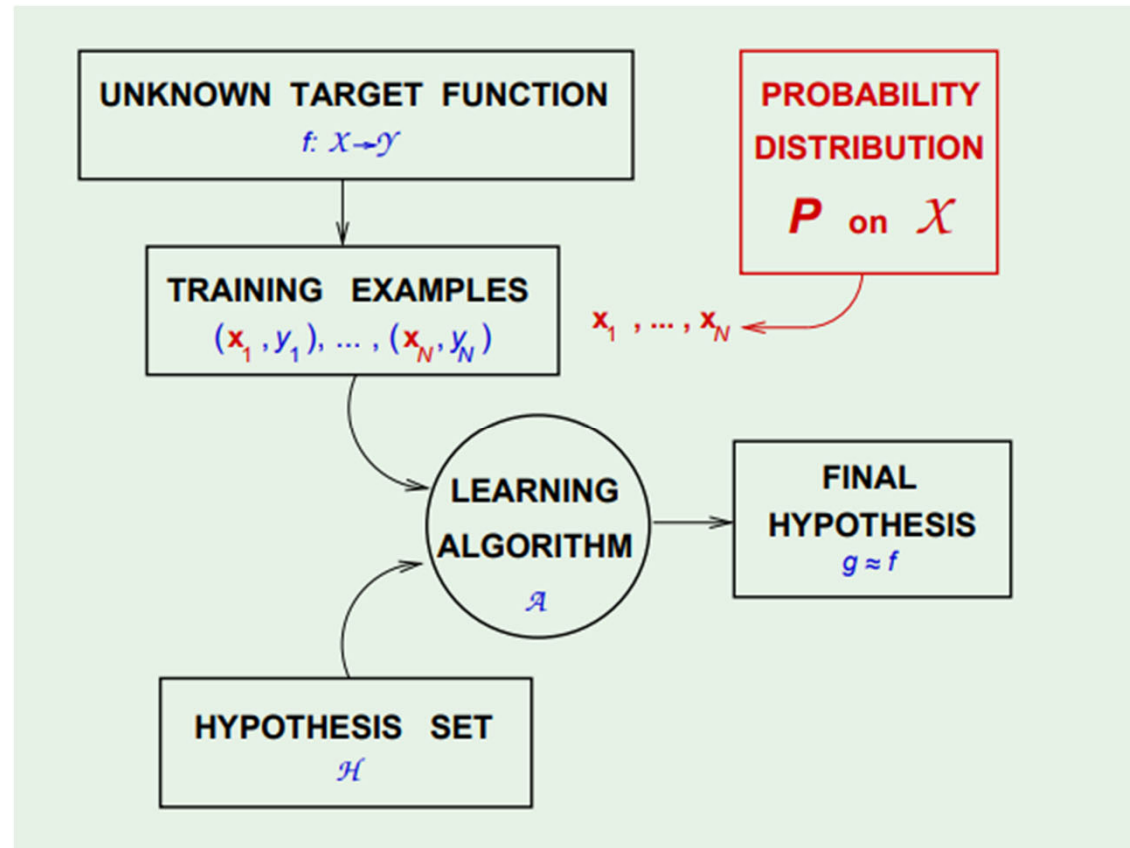 UNKNOWN TARGET FUNCTION
f: X→Y
PROBABILITY
DISTRIBUTION
P on X
TRAINING EXAMPLES
(x1 , y1), ... , (xN, yN)
x1 , ... , xN
LEARNING
ALGORITHM
A
FINAL
HYPOTHESIS
g ≈ f
HYPOTHESIS SET
H